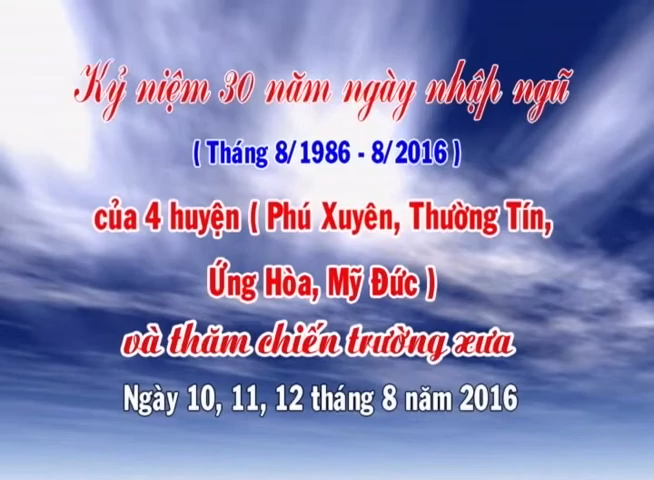 Kỷ niệm 30 năm ngày nhập ngũ
( Tháng 8/1986 - 8/2016 )
của 4 huyện ( Phú Xuyên, Thường Tín,
Ứng Hòa, Mỹ Đức )
và thăm chiến trường xưa
Ngày 10, 11, 12 tháng 8 năm 2016